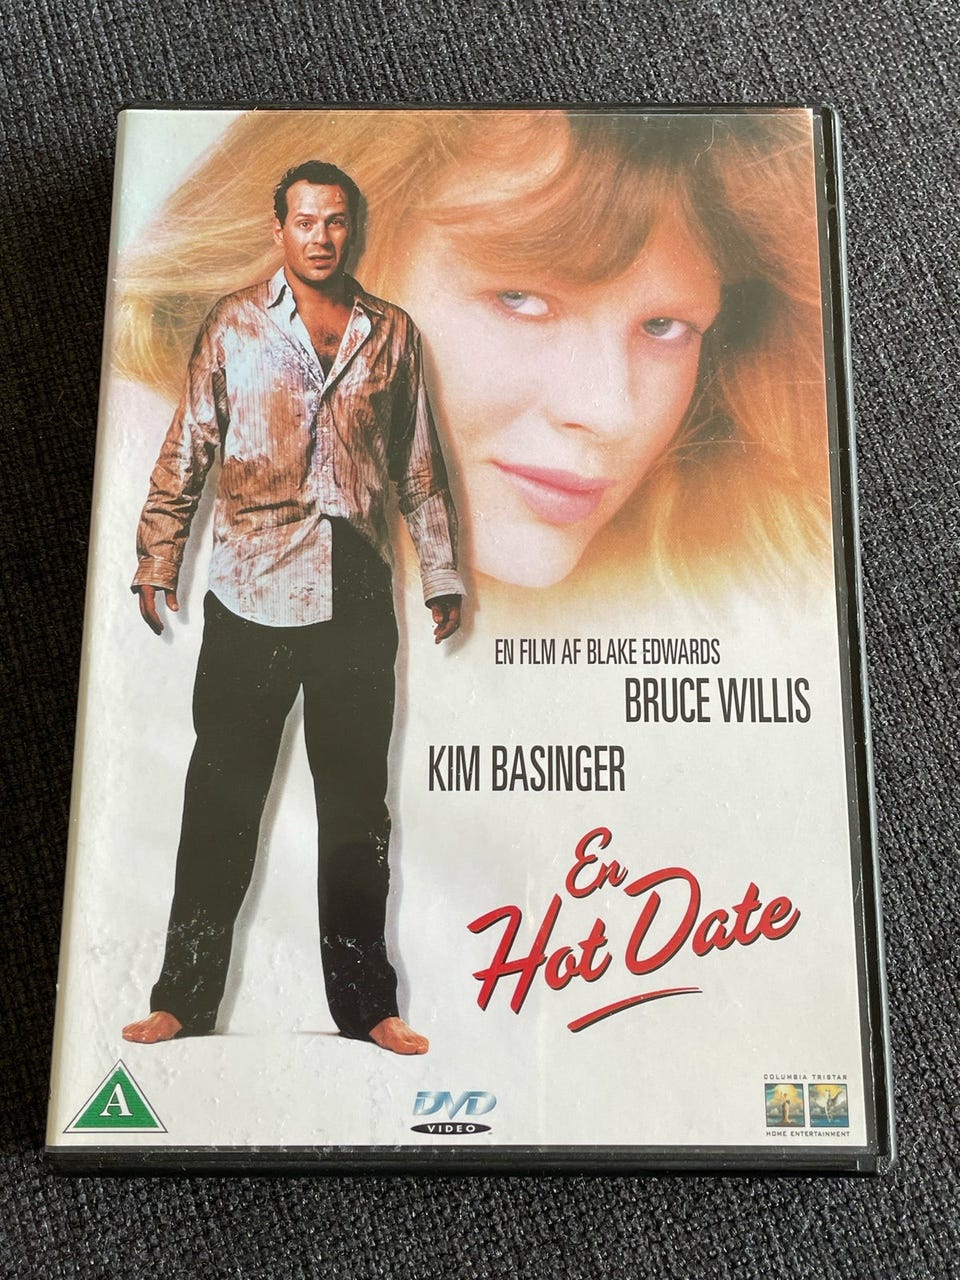 EN FILM AF BLAKE EDWARDS
BRUCE WILLIS
KIM BASINGER
En
Hot Date
A
DVD
VIDEO
COLUMBIA TRISTAR
HOME ENTERTAINMENT